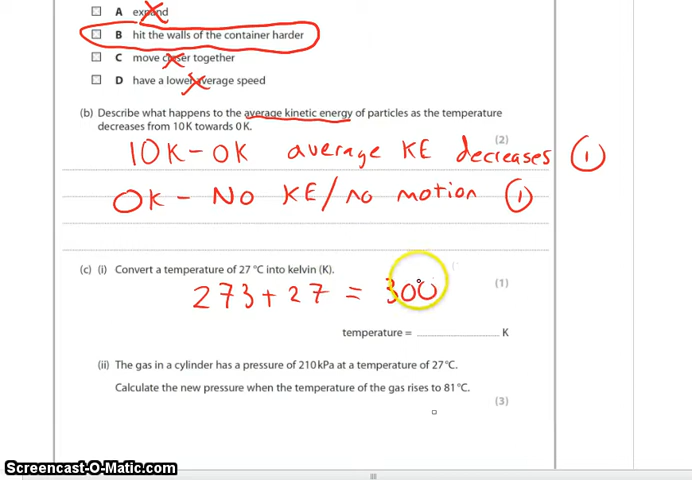 A expand
B hit the walls of the container harder
C move closer together
D have a lower average speed
(b) Describe what happens to the average kinetic energy of particles as the temperature
decreases from 10 K towards 0 K.
(2)
10K - 0K average KE decreases (1)
0K - No KE/no motion (1)
(c) (i) Convert a temperature of 27 °C into kelvin (K).
(1)
273 + 27 = 300
temperature = K
(ii) The gas in a cylinder has a pressure of 210 kPa at a temperature of 27 °C.
Calculate the new pressure when the temperature of the gas rises to 81 °C.
(3)
Screencast-O-Matic.com